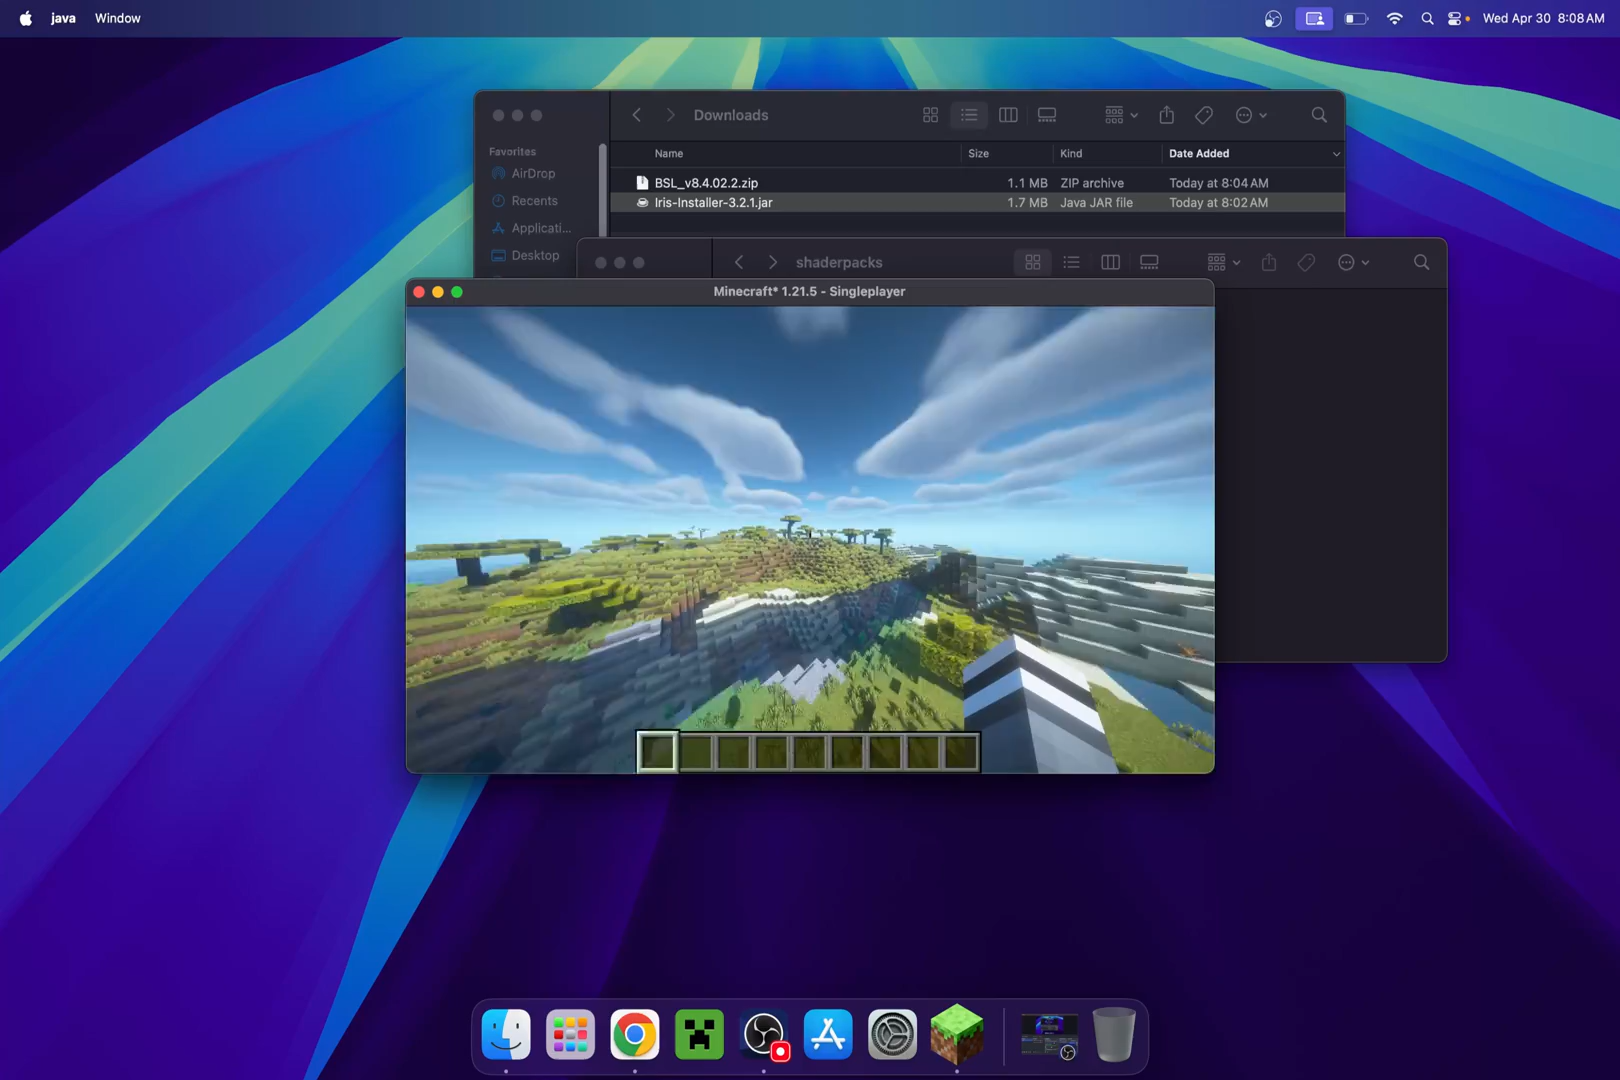 java Window Wed Apr 30 8:08 AM
Downloads
Favorites
Name Size Kind Date Added
AirDrop
BSL_v8.4.02.2.zip 1.1 MB ZIP archive Today at 8:04 AM
Recents
Iris-Installer-3.2.1.jar 1.7 MB Java JAR file Today at 8:02 AM
Applicati...
Desktop
shaderpacks
Minecraft* 1.21.5 - Singleplayer